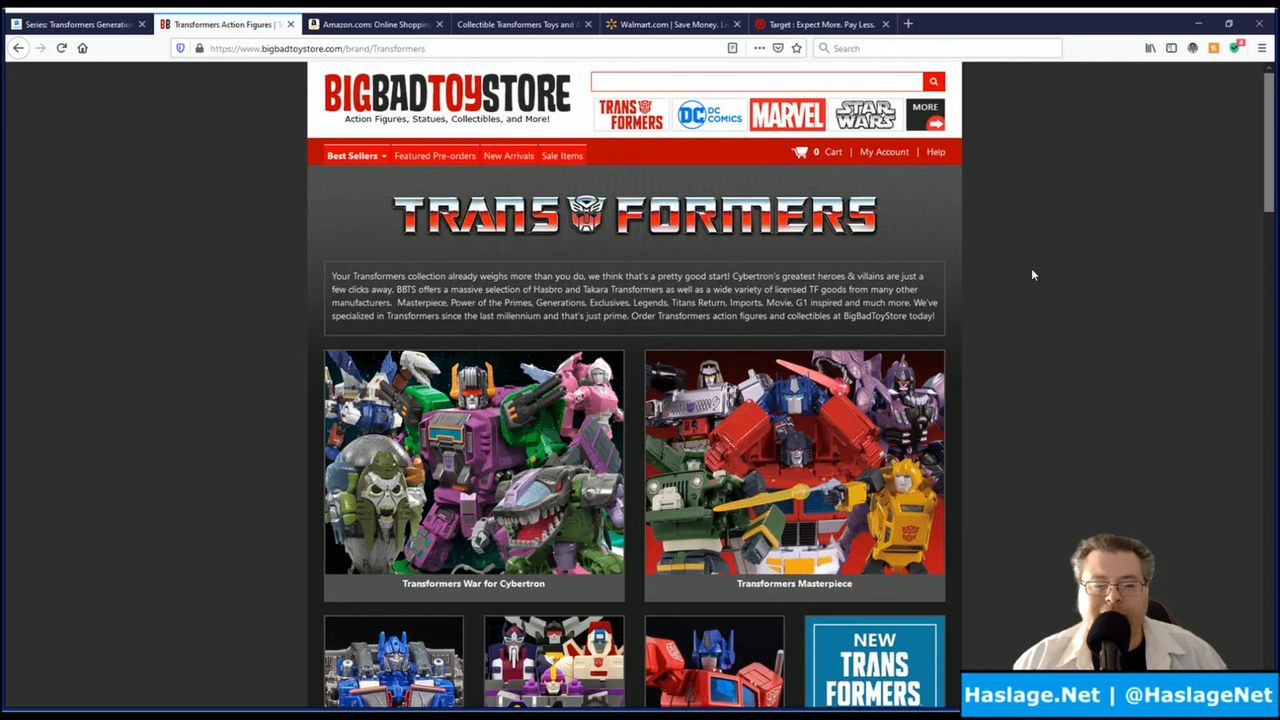 Series: Transformers Generation
Transformers Action Figures | T
Amazon.com: Online Shopping
Collectible Transformers Toys and A
Walmart.com | Save Money. Li
Target : Expect More. Pay Less.
https://www.bigbadtoystore.com/brand/Transformers
Search
4
BIGBADTOYSTORE
Action Figures, Statues, Collectibles, and More!
TRANSFORMERS
DC DC COMICS
MARVEL
STAR WARS
MORE
Best Sellers
Featured Pre-orders
New Arrivals
Sale Items
0 Cart | My Account | Help
TRANSFORMERS
Your Transformers collection already weighs more than you do, we think that's a pretty good start! Cybertron's greatest heroes & villains are just a
few clicks away. BBTS offers a massive selection of Hasbro and Takara Transformers as well as a wide variety of licensed TF goods from many other
manufacturers. Masterpiece, Power of the Primes, Generations, Exclusives, Legends, Titans Return, Imports, Movie, G1 inspired and much more. We've
specialized in Transformers since the last millennium and that's just prime. Order Transformers action figures and collectibles at BigBadToyStore today!
Transformers War for Cybertron
Transformers Masterpiece
NEW
TRANS
FORMERS
Haslage.Net | @HaslageNet